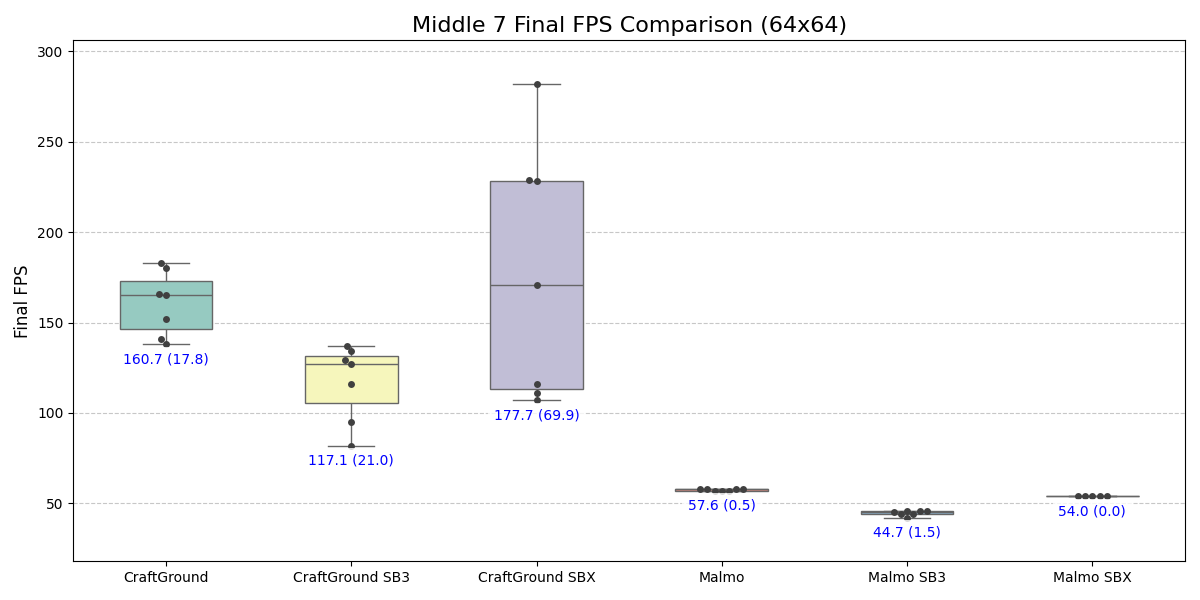 Middle 7 Final FPS Comparison (64x64)
Final FPS
300
250
200
150
100
50
160.7 (17.8)
117.1 (21.0)
177.7 (69.9)
57.6 (0.5)
44.7 (1.5)
54.0 (0.0)
CraftGround
CraftGround SB3
CraftGround SBX
Malmo
Malmo SB3
Malmo SBX